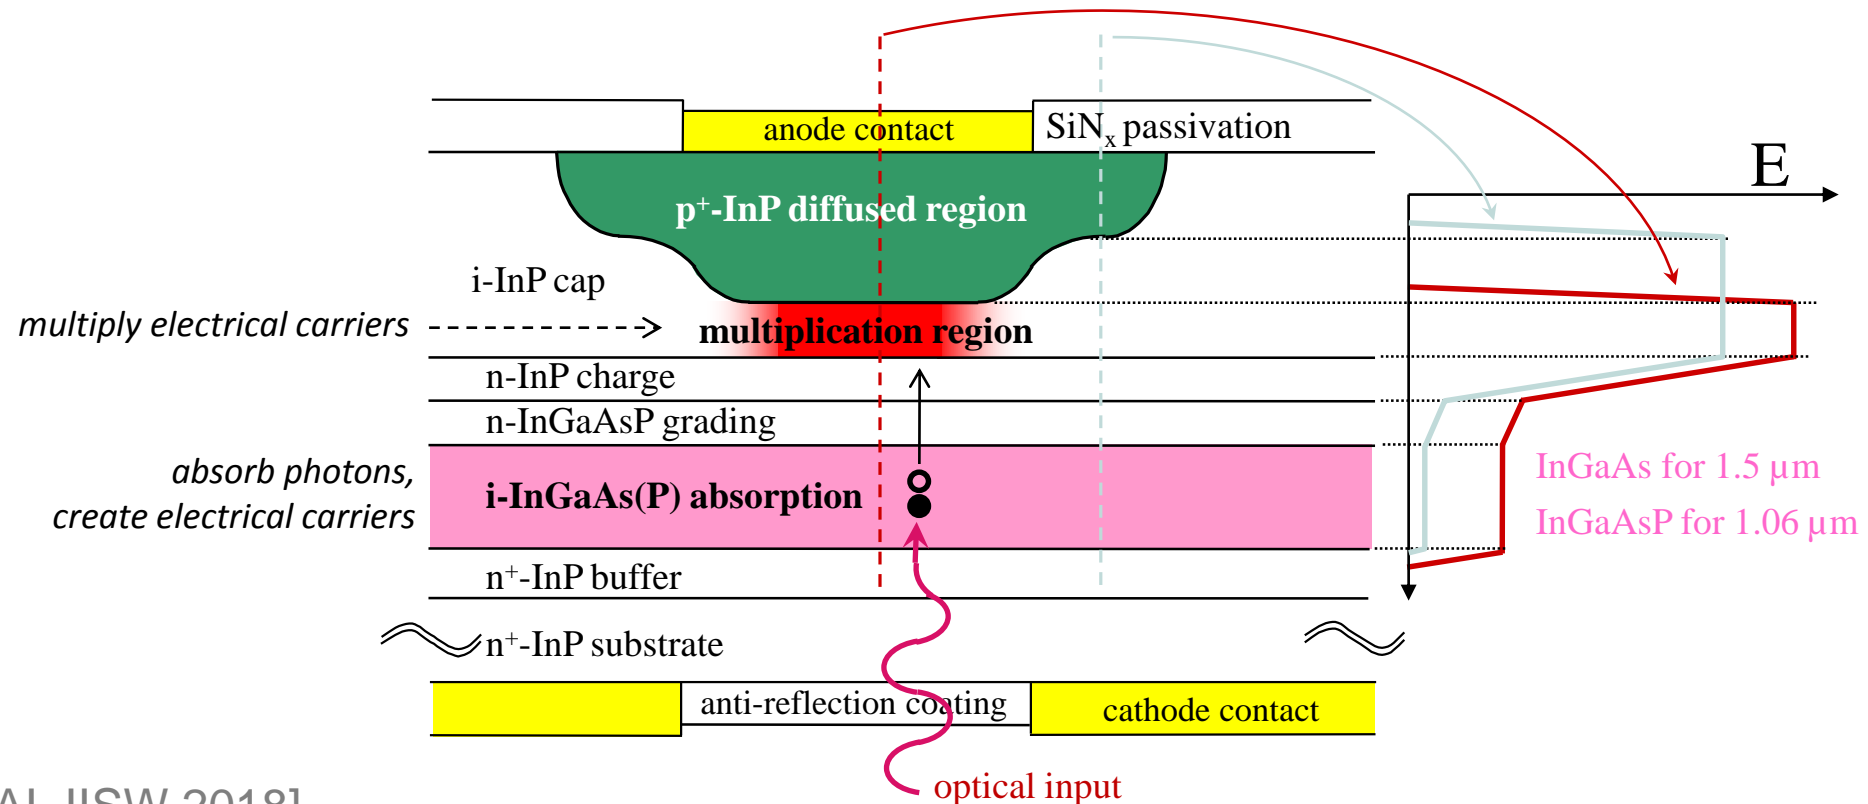 anode contact
SiNx passivation
E
p+-InP diffused region
i-InP cap
multiply electrical carriers
multiplication region
n-InP charge
n-InGaAsP grading
absorb photons,
create electrical carriers
i-InGaAs(P) absorption
InGaAs for 1.5 µm
InGaAsP for 1.06 µm
n+-InP buffer
n+-InP substrate
anti-reflection coating
cathode contact
optical input
IISW 2018]